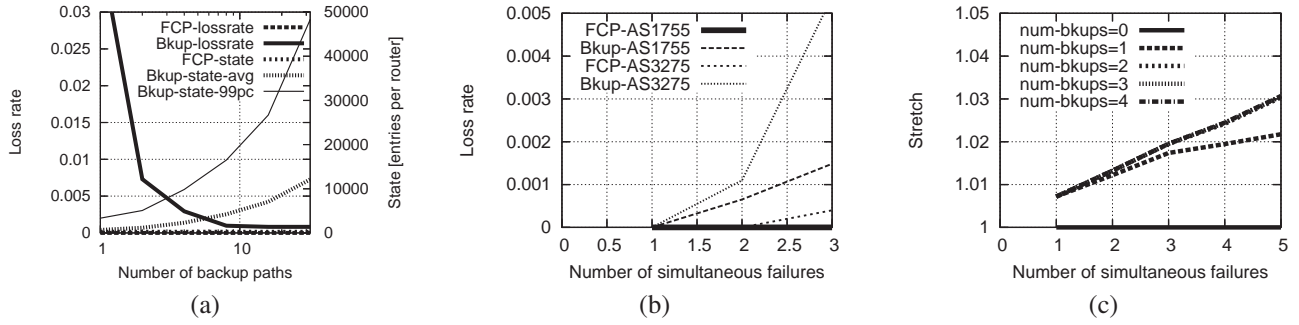 0.03
0.025
0.02
0.015
0.01
0.005
0
Loss rate
1
10
Number of backup paths
50000
40000
30000
20000
10000
0
State [entries per router]
FCP-lossrate
Bkup-lossrate
FCP-state
Bkup-state-avg
Bkup-state-99pc
(a)
0.005
0.004
0.003
0.002
0.001
0
Loss rate
0
0.5
1
1.5
2
2.5
3
Number of simultaneous failures
FCP-AS1755
Bkup-AS1755
FCP-AS3275
Bkup-AS3275
(b)
1.05
1.04
1.03
1.02
1.01
1
Stretch
0
1
2
3
4
5
Number of simultaneous failures
num-bkups=0
num-bkups=1
num-bkups=2
num-bkups=3
num-bkups=4
(c)